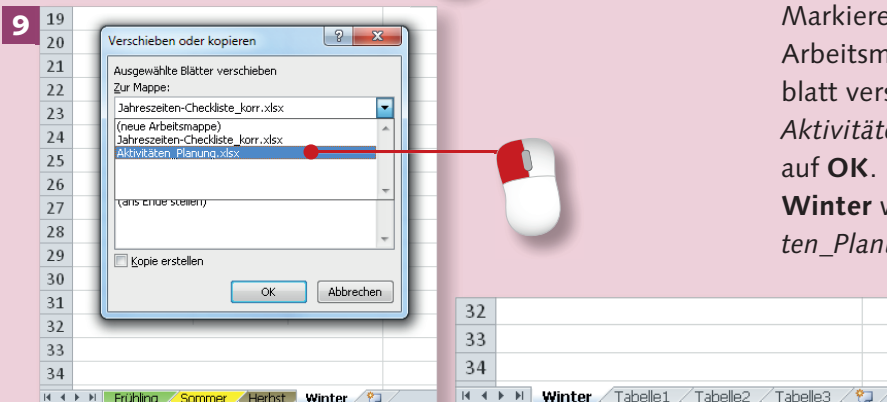 9
19
20
21
22
23
24
25
26
27
28
29
30
31
32
33
34
Verschieben oder kopieren
Ausgewählte Blätter verschieben
Zur Mappe:
Jahreszeiten-Checkliste_korr.xlsx
(neue Arbeitsmappe)
Jahreszeiten-Checkliste_korr.xlsx
Aktivitäten_Planung.xlsx
(ans Ende stellen)
Kopie erstellen
OK Abbrechen
Frühling Sommer Herbst Winter
Markiere
Arbeitsm
blatt vers
Aktivitäte
auf OK.
Winter
ten_Planu
32
33
34
Winter Tabelle1 Tabelle2 Tabelle3